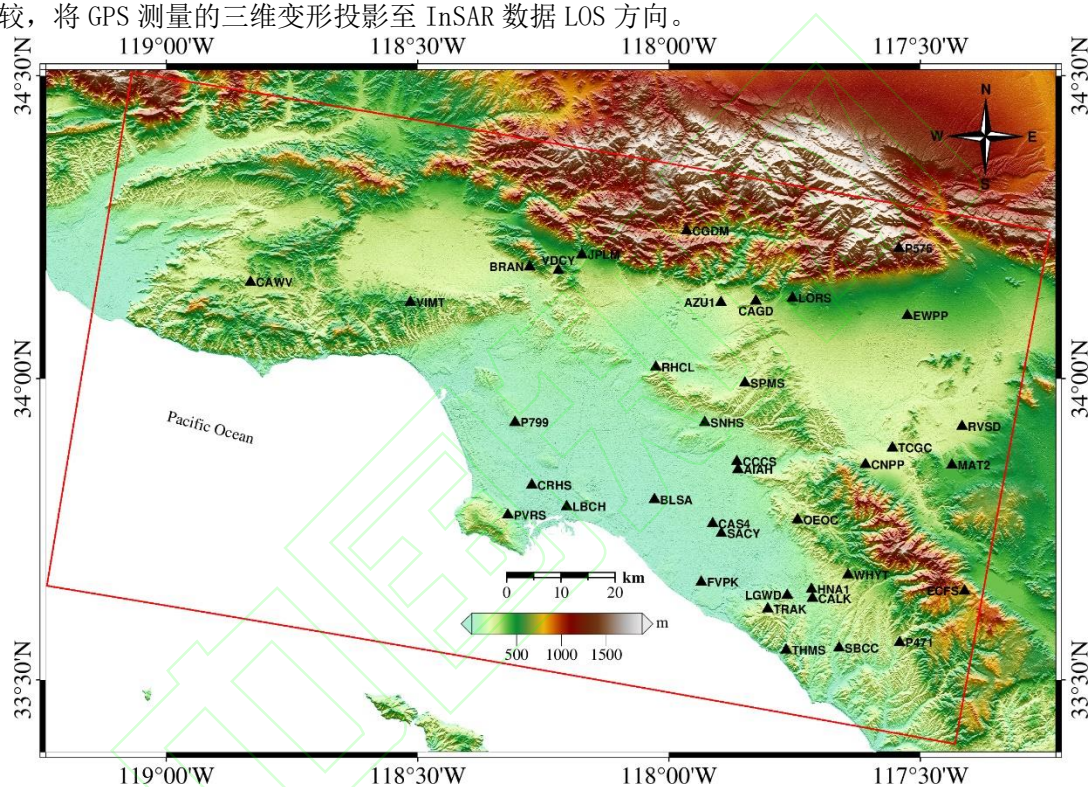 较，将 GPS 测量的三维变形投影至 InSAR 数据 LOS 方向。
119°00'W 118°30'W 118°00'W 117°30'W
34°30'N 34°30'N
N
W E
S
CGDM
P576
JPLM
VDCY
BRAN
CAWV
VIMT
AZU1
CAGD
LORS
EWPP
34°00'N 34°00'N
RHCL
SPMS
P799
SNHS
RVSD
Pacific Ocean
TCGC
CCCS
AIAH
CNPP
MAT2
CRHS
BLSA
LBCH
PVRS
OEOC
CAS4
SACY
WHYT
FVPK
HNA1
ECFS
LGWD
CALK
TRAK
0 10 20 km
m
500 1000 1500
P471
SBCC
THMS
33°30'N 33°30'N
119°00'W 118°30'W 118°00'W 117°30'W